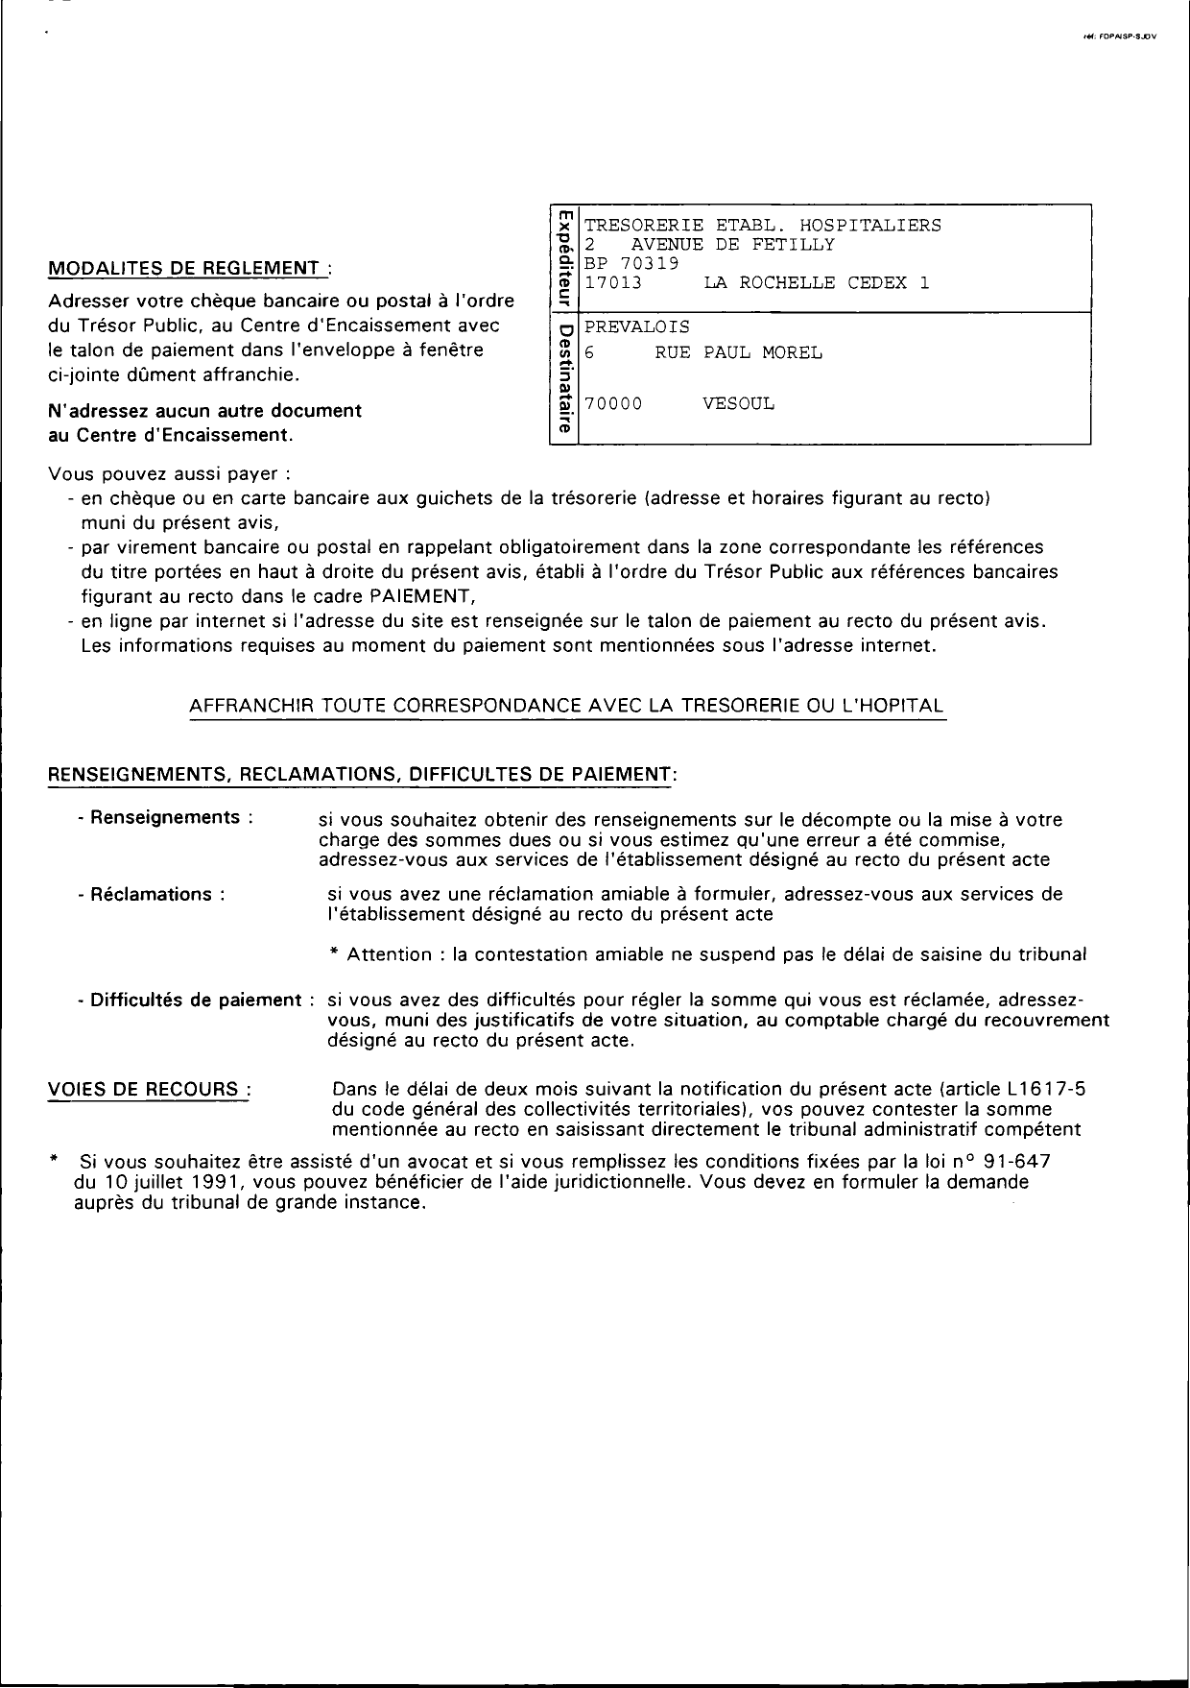 réf: FDPAISP-SJDV
Expéditeur
TRESORERIE ETABL. HOSPITALIERS
2 AVENUE DE FETILLY
BP 70319
17013 LA ROCHELLE CEDEX 1
Destinataire
PREVALOIS
6 RUE PAUL MOREL
70000 VESOUL
MODALITES DE REGLEMENT :
Adresser votre chèque bancaire ou postal à l'ordre
du Trésor Public, au Centre d'Encaissement avec
le talon de paiement dans l'enveloppe à fenêtre
ci-jointe dûment affranchie.
N'adressez aucun autre document
au Centre d'Encaissement.
Vous pouvez aussi payer :
- en chèque ou en carte bancaire aux guichets de la trésorerie (adresse et horaires figurant au recto)
muni du présent avis,
- par virement bancaire ou postal en rappelant obligatoirement dans la zone correspondante les références
du titre portées en haut à droite du présent avis, établi à l'ordre du Trésor Public aux références bancaires
figurant au recto dans le cadre PAIEMENT,
- en ligne par internet si l'adresse du site est renseignée sur le talon de paiement au recto du présent avis.
Les informations requises au moment du paiement sont mentionnées sous l'adresse internet.
AFFRANCHIR TOUTE CORRESPONDANCE AVEC LA TRESORERIE OU L'HOPITAL
RENSEIGNEMENTS, RECLAMATIONS, DIFFICULTES DE PAIEMENT:
- Renseignements : si vous souhaitez obtenir des renseignements sur le décompte ou la mise à votre
charge des sommes dues ou si vous estimez qu'une erreur a été commise,
adressez-vous aux services de l'établissement désigné au recto du présent acte
- Réclamations : si vous avez une réclamation amiable à formuler, adressez-vous aux services de
l'établissement désigné au recto du présent acte
* Attention : la contestation amiable ne suspend pas le délai de saisine du tribunal
- Difficultés de paiement : si vous avez des difficultés pour régler la somme qui vous est réclamée, adressez-
vous, muni des justificatifs de votre situation, au comptable chargé du recouvrement
désigné au recto du présent acte.
VOIES DE RECOURS : Dans le délai de deux mois suivant la notification du présent acte (article L1617-5
du code général des collectivités territoriales), vos pouvez contester la somme
mentionnée au recto en saisissant directement le tribunal administratif compétent
* Si vous souhaitez être assisté d'un avocat et si vous remplissez les conditions fixées par la loi n° 91-647
du 10 juillet 1991, vous pouvez bénéficier de l'aide juridictionnelle. Vous devez en formuler la demande
auprès du tribunal de grande instance.